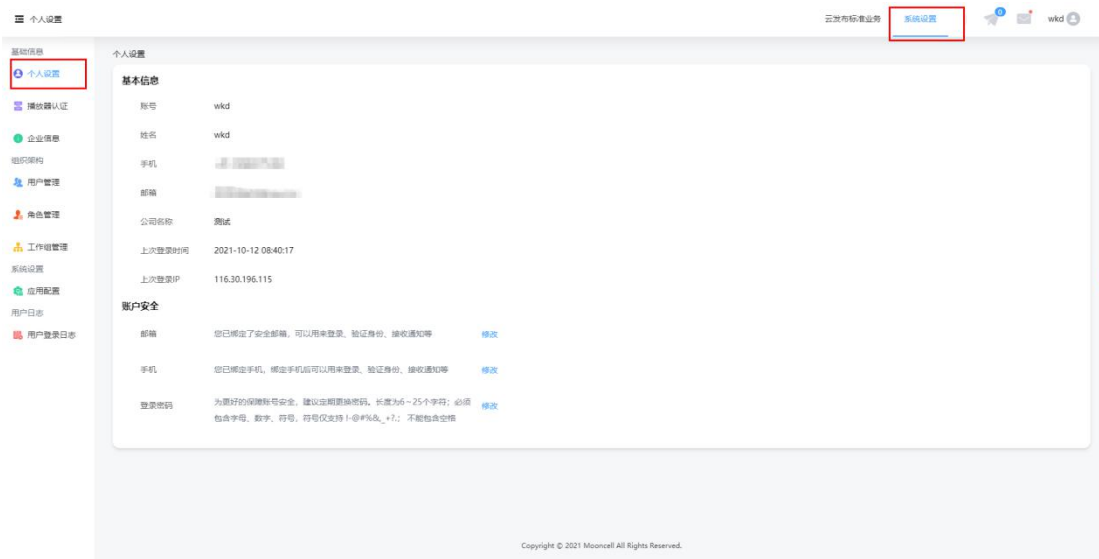 个人设置
云发布标准业务
系统设置
0
wkd
基础信息
个人设置
播放器认证
企业信息
组织架构
用户管理
角色管理
工作组管理
系统设置
应用配置
用户日志
用户登录日志
个人设置
基本信息
账号 wkd
姓名 wkd
手机
邮箱
公司名称 测试
上次登录时间 2021-10-12 08:40:17
上次登录IP 116.30.196.115
账户安全
邮箱 您已绑定了安全邮箱，可以用来登录、验证身份、接收通知等 修改
手机 您已绑定手机，绑定手机后可以用来登录、验证身份、接收通知等 修改
登录密码 为更好的保障账号安全，建议定期更换密码。长度为6~25个字符；必须 修改
包含字母、数字、符号，符号仅支持 !-@#%&,_+?.； 不能包含空格
Copyright © 2021 Mooncell All Rights Reserved.